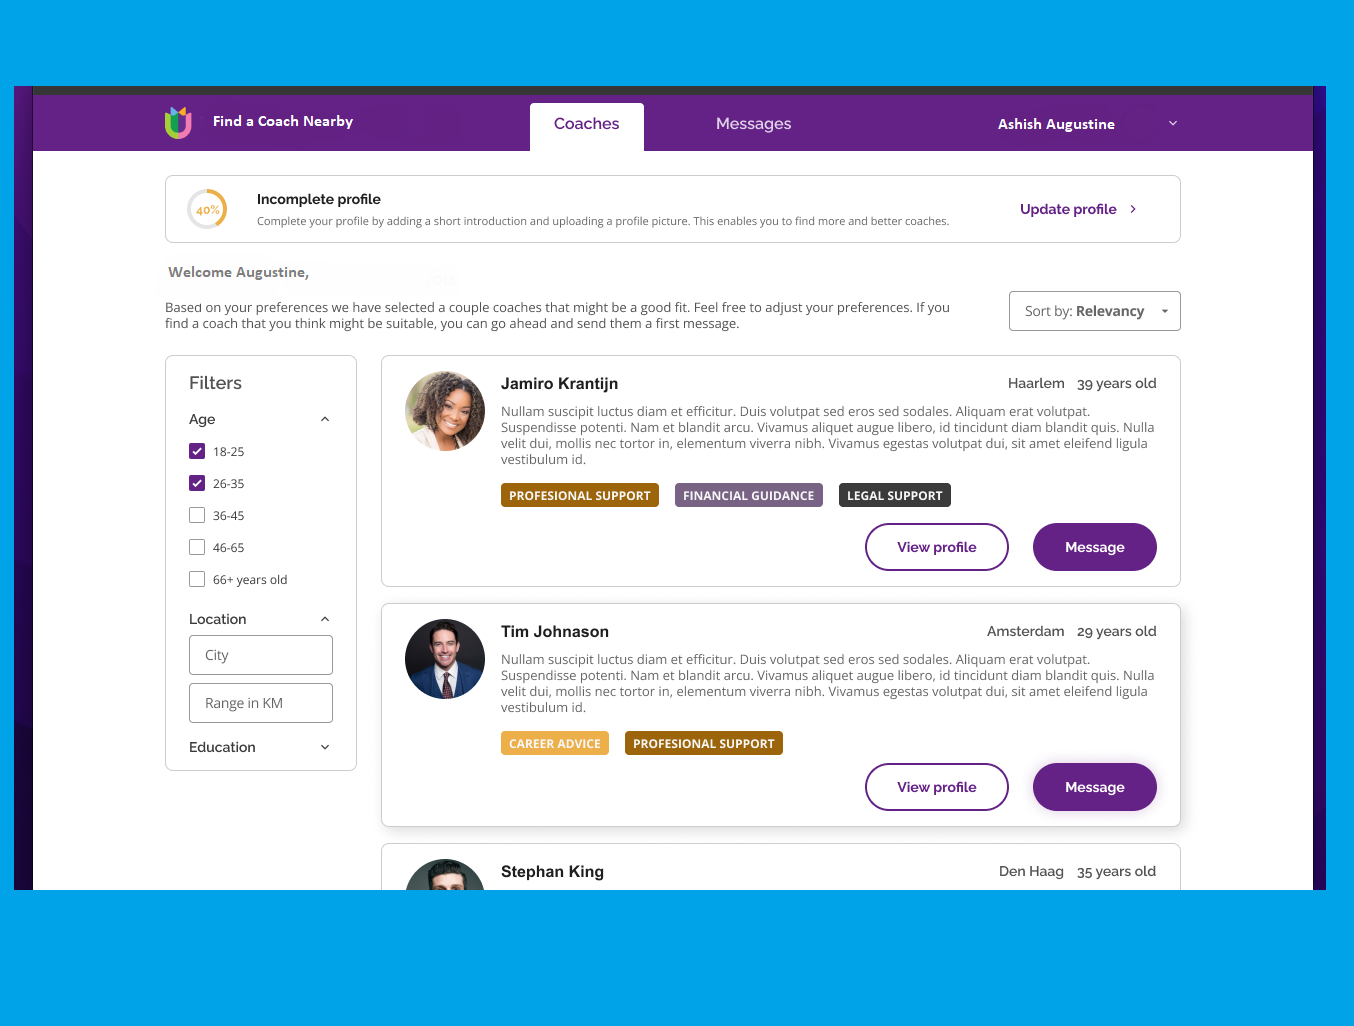 Find a Coach Nearby
Coaches
Messages
Ashish Augustine
40%
Incomplete profile
Complete your profile by adding a short introduction and uploading a profile picture. This enables you to find more and better coaches.
Update profile
Welcome Augustine,
Based on your preferences we have selected a couple coaches that might be a good fit. Feel free to adjust your preferences. If you
find a coach that you think might be suitable, you can go ahead and send them a first message.
Sort by: Relevancy
Filters
Age
18-25
26-35
36-45
46-65
66+ years old
Location
City
Range in KM
Education
Jamiro Krantijn
Haarlem 39 years old
Nullam suscipit luctus diam et efficitur. Duis volutpat sed eros sed sodales. Aliquam erat volutpat.
Suspendisse potenti. Nam et blandit arcu. Vivamus aliquet augue libero, id tincidunt diam blandit quis. Nulla
velit dui, mollis nec tortor in, elementum viverra nibh. Vivamus egestas volutpat dui, sit amet eleifend ligula
vestibulum id.
PROFESIONAL SUPPORT
FINANCIAL GUIDANCE
LEGAL SUPPORT
View profile
Message
Tim Johnason
Amsterdam 29 years old
Nullam suscipit luctus diam et efficitur. Duis volutpat sed eros sed sodales. Aliquam erat volutpat.
Suspendisse potenti. Nam et blandit arcu. Vivamus aliquet augue libero, id tincidunt diam blandit quis. Nulla
velit dui, mollis nec tortor in, elementum viverra nibh. Vivamus egestas volutpat dui, sit amet eleifend ligula
vestibulum id.
CAREER ADVICE
PROFESIONAL SUPPORT
View profile
Message
Stephan King
Den Haag 35 years old